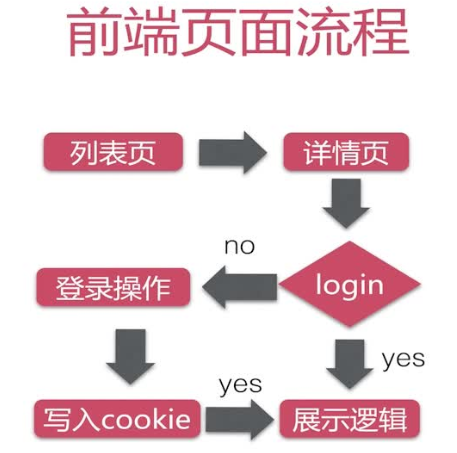 前端页面流程
列表页
详情页
no
login
登录操作
yes
yes
写入cookie
展示逻辑